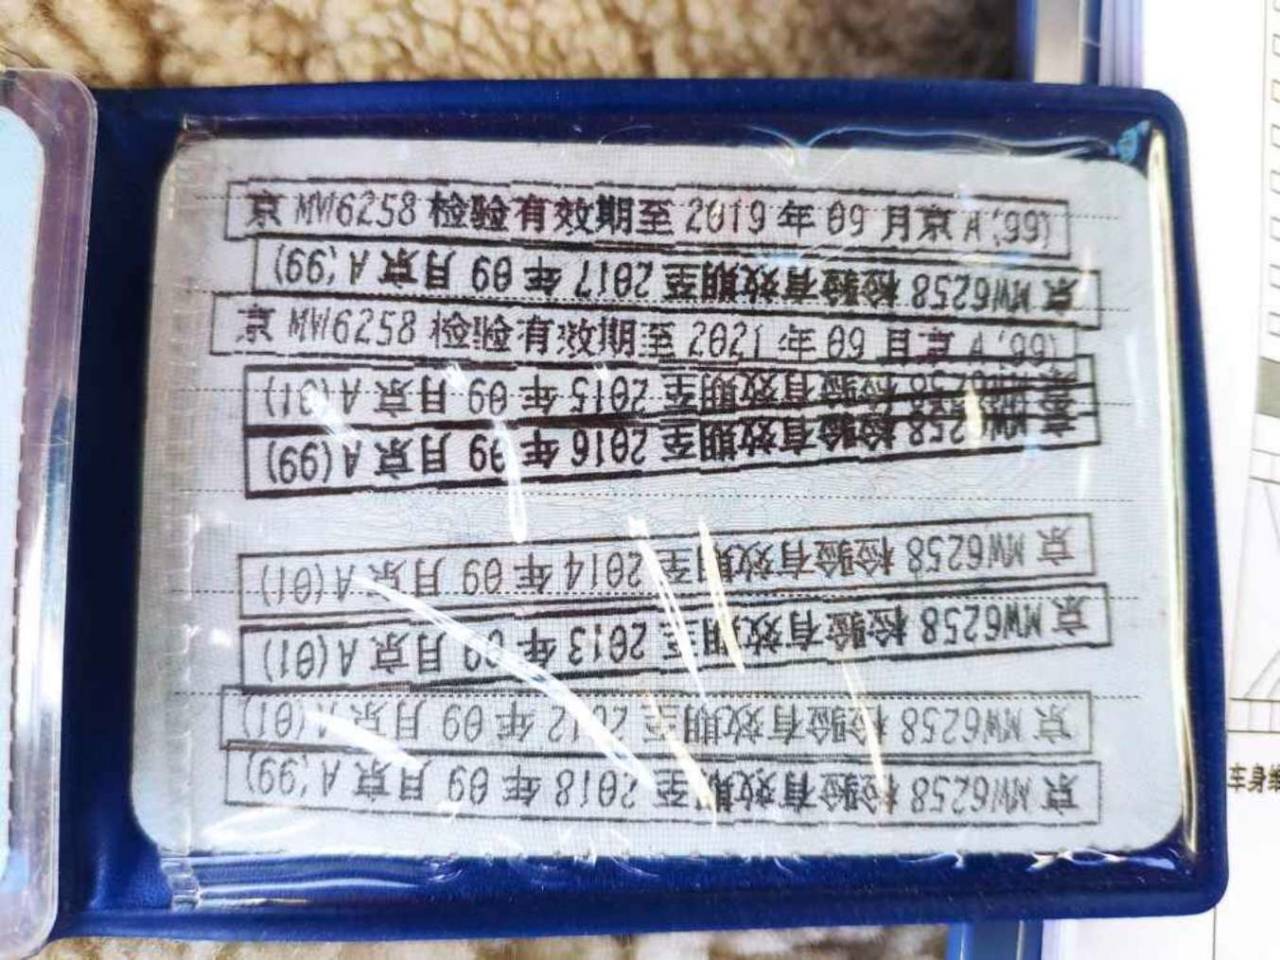 京 MW6258 检验有效期至 2019 年 09 月京 A(99)
京 MW6258 检验有效期至 2017 年 09 月京 A(99)
京 MW6258 检验有效期至 2021 年 09 月京 A(99)
检验有效期至 2015 年 09 月京 A(01)
检验有效期至 2016 年 09 月京 A(99)
京 MW6258 检验有效期至 2014 年 09 月京 A(01)
京 MW6258 检验有效期至 2013 年 09 月京 A(01)
京 MW6258 检验有效期至 2012 年 09 月京 A(01)
京 MW6258 检验有效期至 2018 年 09 月京 A(99)